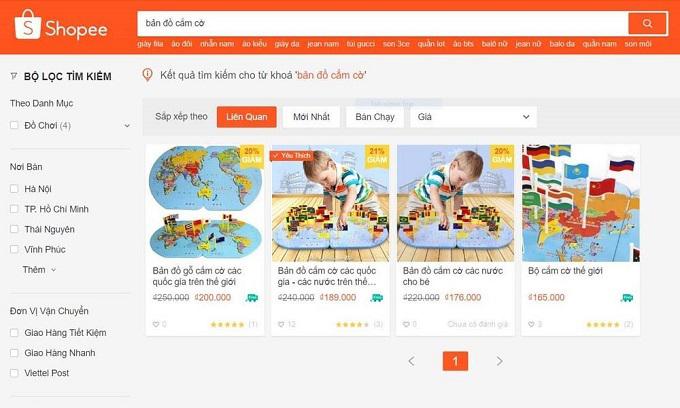 Shopee
bản đồ cắm cờ
giày fila áo đôi nhẫn nam áo kiểu giày da jean nam túi gucci son 3ce quần lót áo bts balô nữ jean nữ balo da quần nam son môi
BỘ LỌC TÌM KIẾM
Theo Danh Mục
Đồ Chơi (4)
Nơi Bán
Hà Nội
TP. Hồ Chí Minh
Thái Nguyên
Vĩnh Phúc
Thêm
Đơn Vị Vận Chuyển
Giao Hàng Tiết Kiệm
Giao Hàng Nhanh
Viettel Post
Kết quả tìm kiếm cho từ khoá 'bản đồ cắm cờ'
Sắp xếp theo Liên Quan Mới Nhất Bán Chạy Giá
20%
GIẢM
Bản đồ gỗ cắm cờ các
quốc gia trên thế giới
₫250.000 ₫200.000
0 (1)
Yêu Thích
21%
GIẢM
Bản đồ cắm cờ các quốc
gia - các nước trên thế…
₫240.000 ₫189.000
12 (3)
20%
GIẢM
Bản đồ cắm cờ các nước
cho bé
₫220.000 ₫176.000
0 Chưa có đánh giá
Bộ cắm cờ thế giới
₫165.000
3 (2)
1